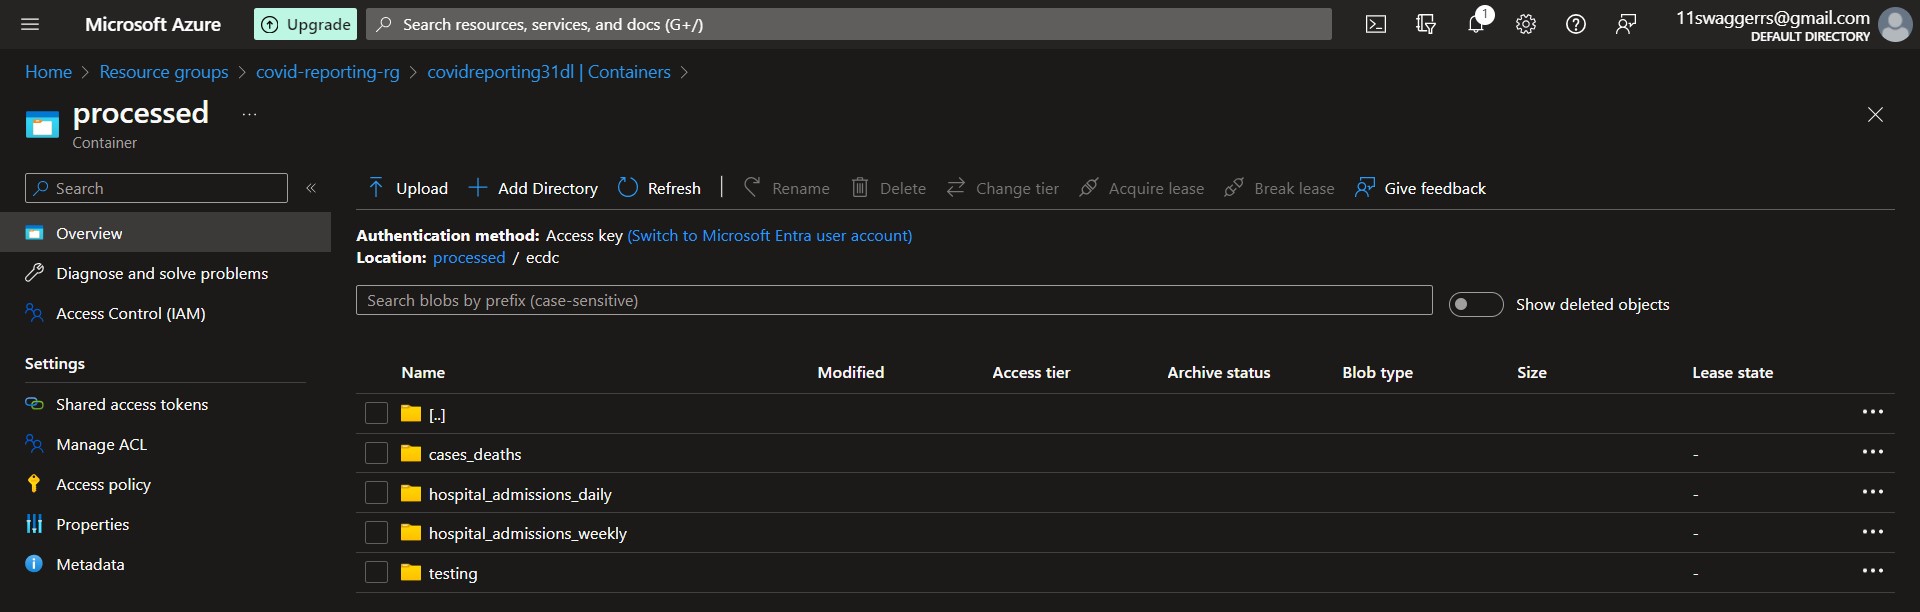 Microsoft Azure
Upgrade
Search resources, services, and docs (G+/)
1
11swaggerrs@gmail.com
DEFAULT DIRECTORY
Home > Resource groups > covid-reporting-rg > covidreporting31dl | Containers >
processed ...
Container
Search «
Upload Add Directory Refresh | Rename Delete Change tier Acquire lease Break lease Give feedback
Overview
Diagnose and solve problems
Access Control (IAM)
Settings
Shared access tokens
Manage ACL
Access policy
Properties
Metadata
Authentication method: Access key (Switch to Microsoft Entra user account)
Location: processed / ecdc
Search blobs by prefix (case-sensitive)
Show deleted objects
Name Modified Access tier Archive status Blob type Size Lease state
[..] ...
cases_deaths - ...
hospital_admissions_daily - ...
hospital_admissions_weekly - ...
testing - ...